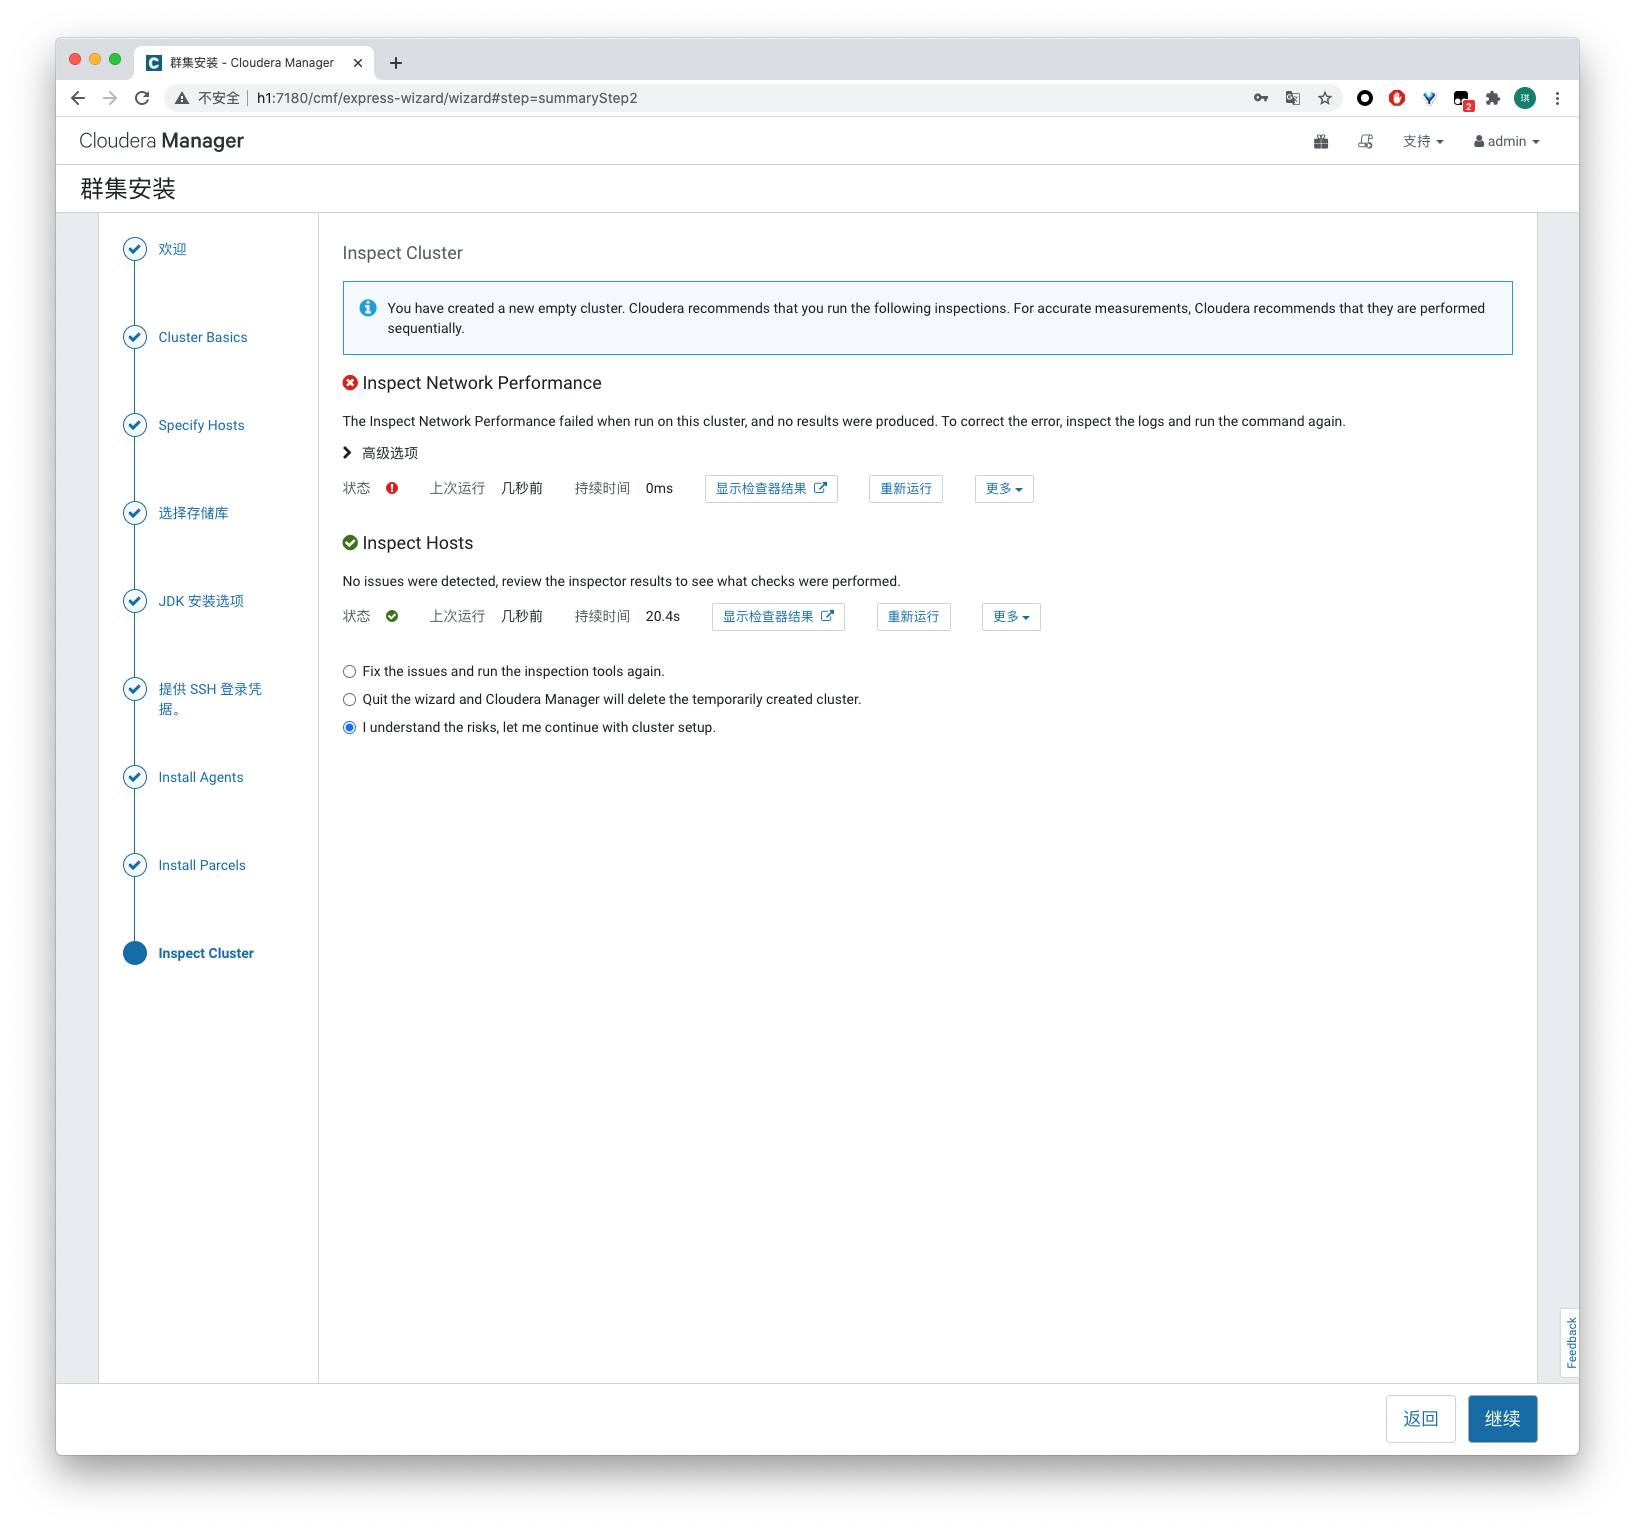 群集安装 - Cloudera Manager
不安全 h1:7180/cmf/express-wizard/wizard#step=summaryStep2
2
琪
Cloudera Manager
支持
admin
群集安装
欢迎
Cluster Basics
Specify Hosts
选择存储库
JDK 安装选项
提供 SSH 登录凭
据。
Install Agents
Install Parcels
Inspect Cluster
Inspect Cluster
You have created a new empty cluster. Cloudera recommends that you run the following inspections. For accurate measurements, Cloudera recommends that they are performed
sequentially.
Inspect Network Performance
The Inspect Network Performance failed when run on this cluster, and no results were produced. To correct the error, inspect the logs and run the command again.
高级选项
状态 上次运行 几秒前 持续时间 0ms 显示检查器结果 重新运行 更多
Inspect Hosts
No issues were detected, review the inspector results to see what checks were performed.
状态 上次运行 几秒前 持续时间 20.4s 显示检查器结果 重新运行 更多
Fix the issues and run the inspection tools again.
Quit the wizard and Cloudera Manager will delete the temporarily created cluster.
I understand the risks, let me continue with cluster setup.
Feedback
返回 继续